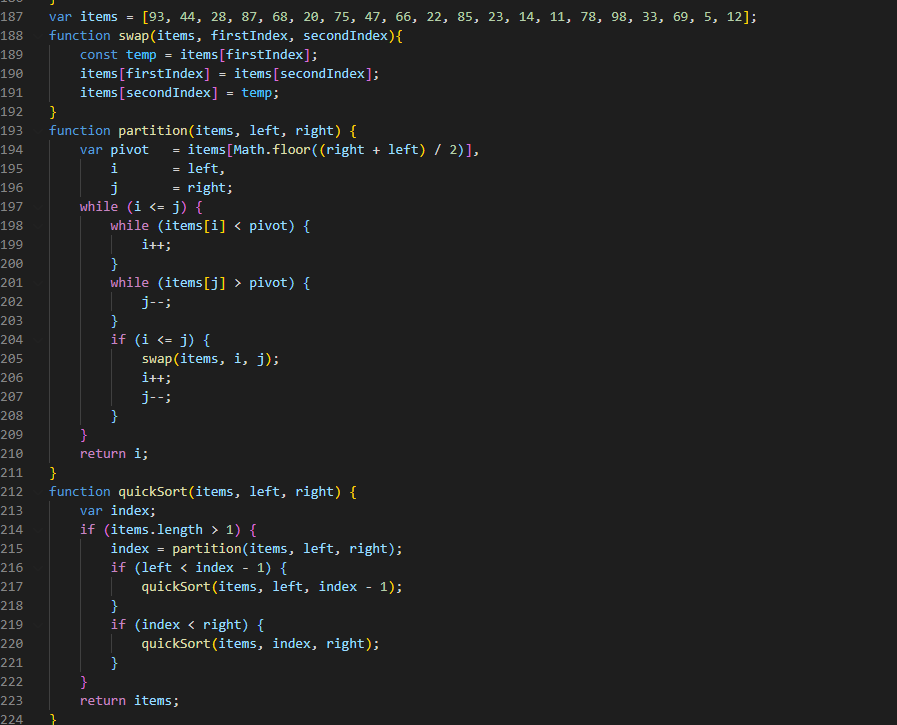 187 var items = [93, 44, 28, 87, 68, 20, 75, 47, 66, 22, 85, 23, 14, 11, 78, 98, 33, 69, 5, 12];
188 function swap(items, firstIndex, secondIndex){
189     const temp = items[firstIndex];
190     items[firstIndex] = items[secondIndex];
191     items[secondIndex] = temp;
192 }
193 function partition(items, left, right) {
194     var pivot   = items[Math.floor((right + left) / 2)],
195         i       = left,
196         j       = right;
197     while (i <= j) {
198         while (items[i] < pivot) {
199             i++;
200         }
201         while (items[j] > pivot) {
202             j--;
203         }
204         if (i <= j) {
205             swap(items, i, j);
206             i++;
207             j--;
208         }
209     }
210     return i;
211 }
212 function quickSort(items, left, right) {
213     var index;
214     if (items.length > 1) {
215         index = partition(items, left, right);
216         if (left < index - 1) {
217             quickSort(items, left, index - 1);
218         }
219         if (index < right) {
220             quickSort(items, index, right);
221         }
222     }
223     return items;
224 }